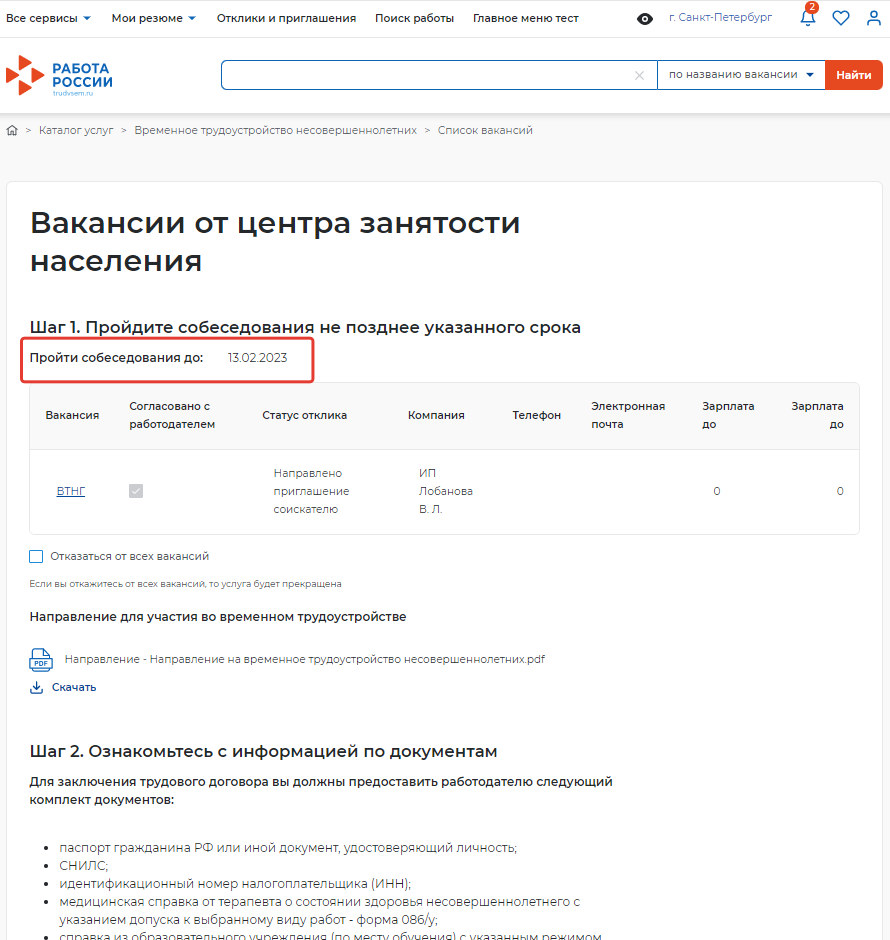 Все сервисы Мои резюме Отклики и приглашения Поиск работы Главное меню тест г. Санкт-Петербург 2
РАБОТА
РОССИИ
trudvsem.ru
по названию вакансии Найти
> Каталог услуг > Временное трудоустройство несовершеннолетних > Список вакансий
Вакансии от центра занятости
населения
Шаг 1. Пройдите собеседования не позднее указанного срока
Пройти собеседования до: 13.02.2023
Вакансия Согласовано с работодателем Статус отклика Компания Телефон Электронная почта Зарплата до Зарплата до
ВТНГ Направлено приглашение соискателю ИП Лобанова В. Л. 0 0
Отказаться от всех вакансий
Если вы откажитесь от всех вакансий, то услуга будет прекращена
Направление для участия во временном трудоустройстве
PDF Направление - Направление на временное трудоустройство несовершеннолетних.pdf
Скачать
Шаг 2. Ознакомьтесь с информацией по документам
Для заключения трудового договора вы должны предоставить работодателю следующий
комплект документов:
• паспорт гражданина РФ или иной документ, удостоверяющий личность;
• СНИЛС;
• идентификационный номер налогоплательщика (ИНН);
• медицинская справка от терапевта о состоянии здоровья несовершеннолетнего с
указанием допуска к выбранному виду работ - форма 086/у;
• справка из образовательного учреждения (по месту обучения) с указанным режимом